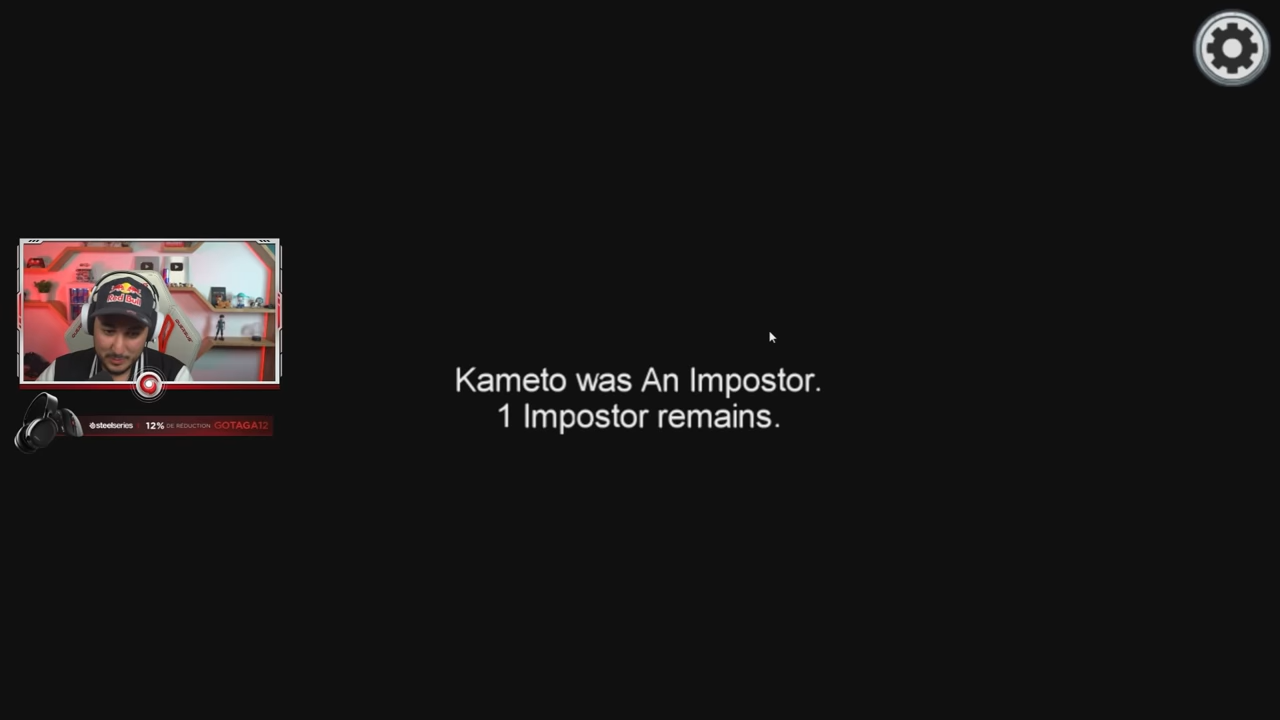 Red Bull
steelseries 12% DE RÉDUCTION GOTAGA12
Kameto was An Impostor.
1 Impostor remains.